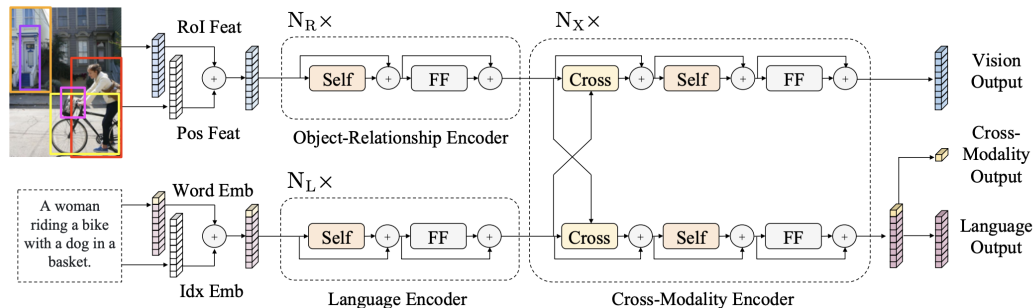 RoI Feat
Pos Feat
N_R×
Self
FF
Object-Relationship Encoder
N_X×
Cross
Self
FF
Vision
Output
Cross-
Modality
Output
A woman
riding a bike
with a dog in a
basket.
Word Emb
Idx Emb
N_L×
Self
FF
Language Encoder
Cross
Self
FF
Cross-Modality Encoder
Language
Output